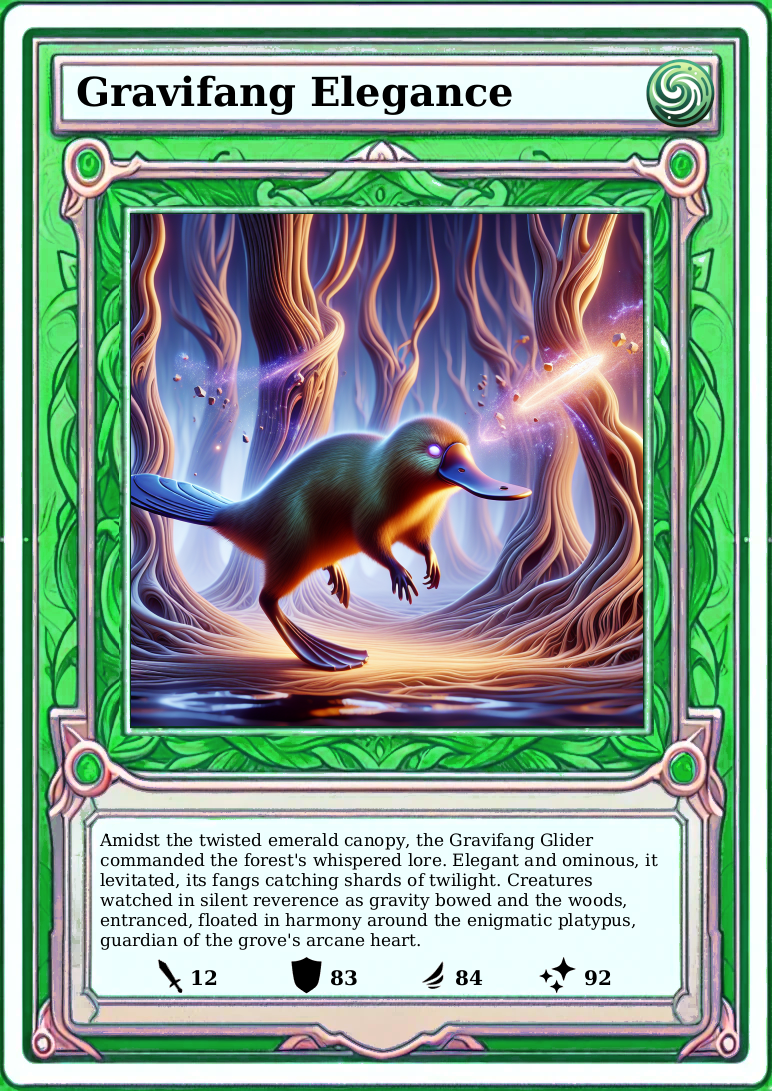 Gravifang Elegance
Amidst the twisted emerald canopy, the Gravifang Glider
commanded the forest's whispered lore. Elegant and ominous, it
levitated, its fangs catching shards of twilight. Creatures
watched in silent reverence as gravity bowed and the woods,
entranced, floated in harmony around the enigmatic platypus,
guardian of the grove's arcane heart.
12 83 84 92